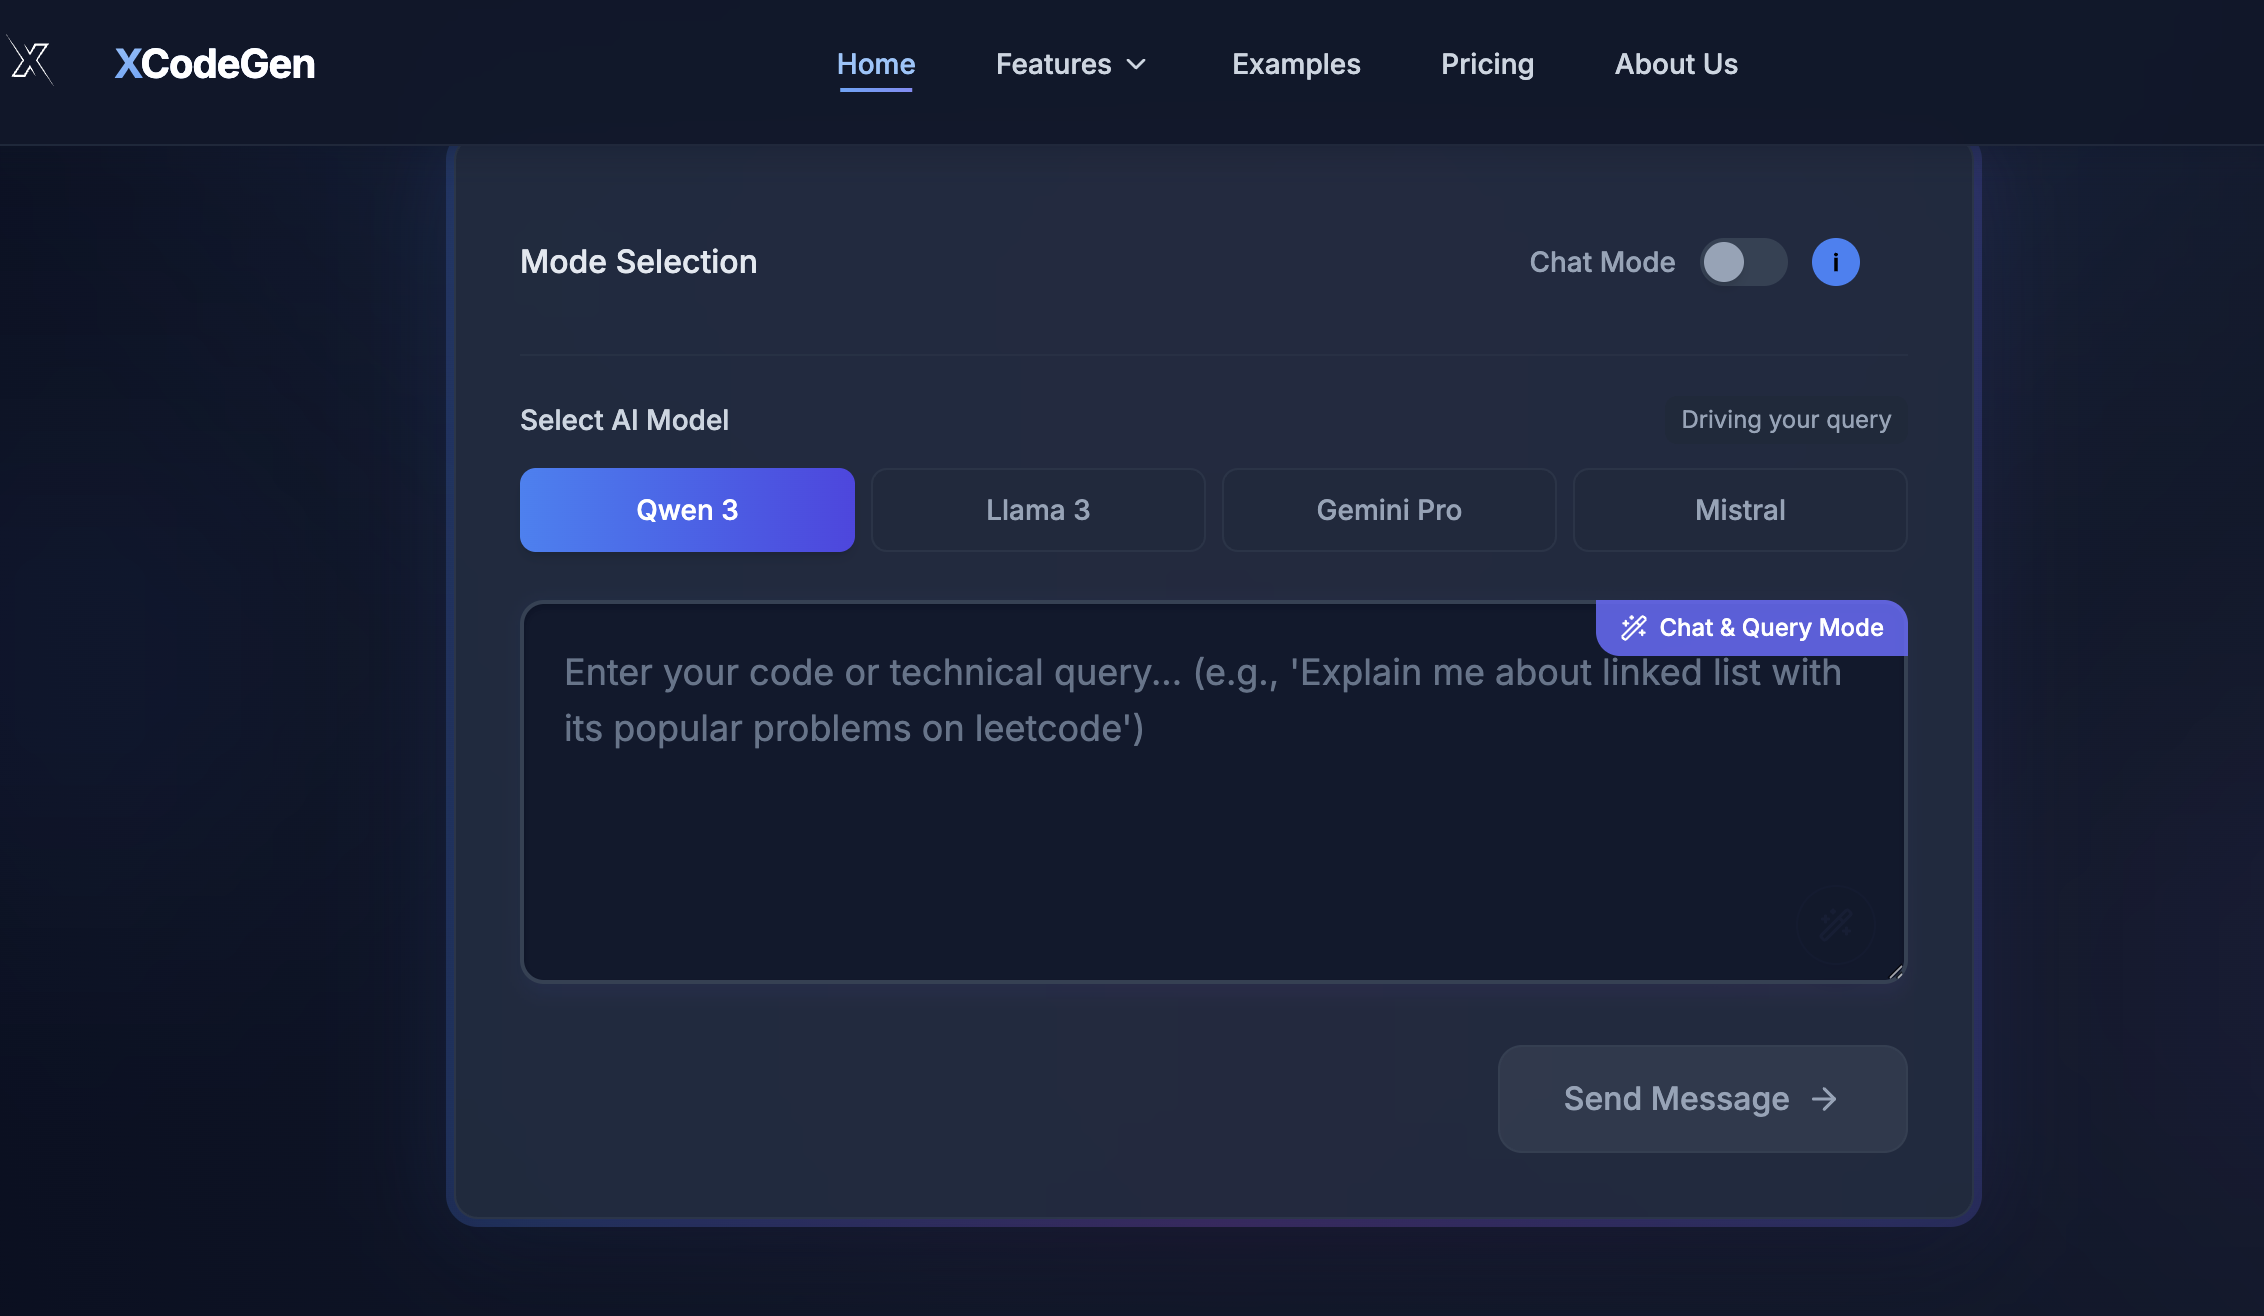 XCodeGen
Home
Features
Examples
Pricing
About Us
Mode Selection
Chat Mode
i
Select AI Model
Driving your query
Qwen 3
Llama 3
Gemini Pro
Mistral
Chat & Query Mode
Enter your code or technical query... (e.g., 'Explain me about linked list with
its popular problems on leetcode')
Send Message →